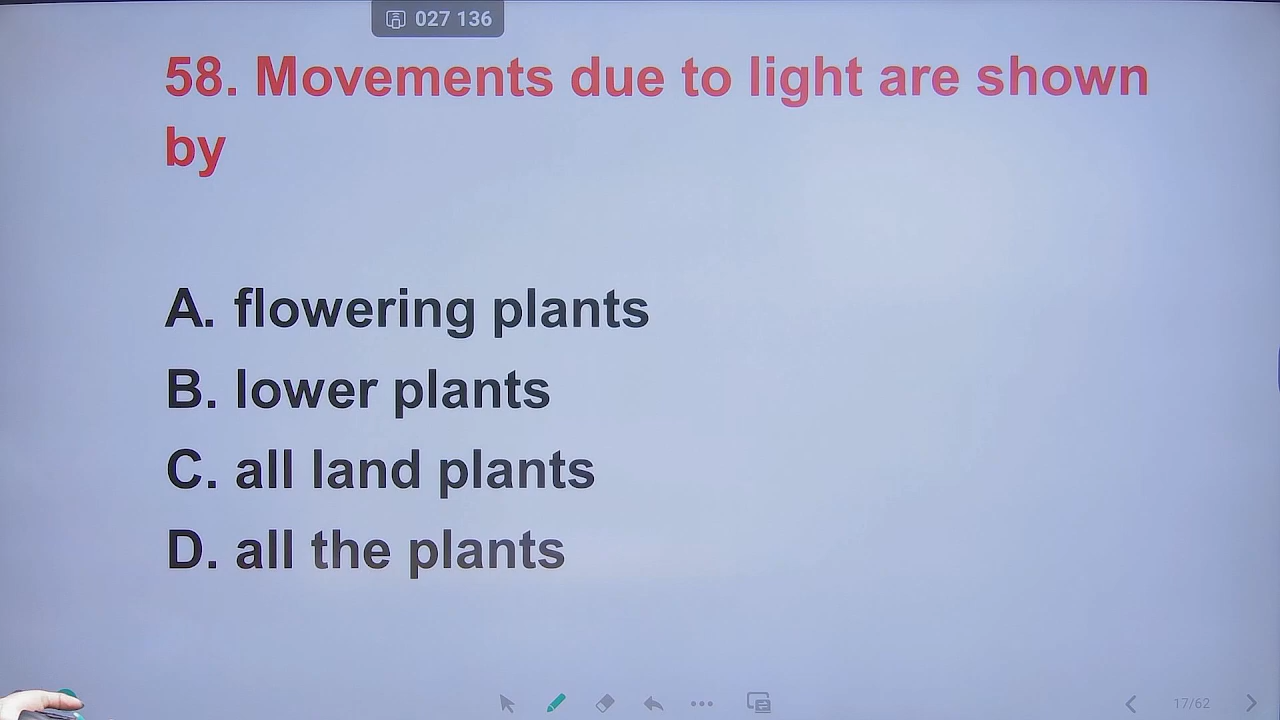 027 136
58. Movements due to light are shown
by
A. flowering plants
B. lower plants
C. all land plants
D. all the plants
17/62